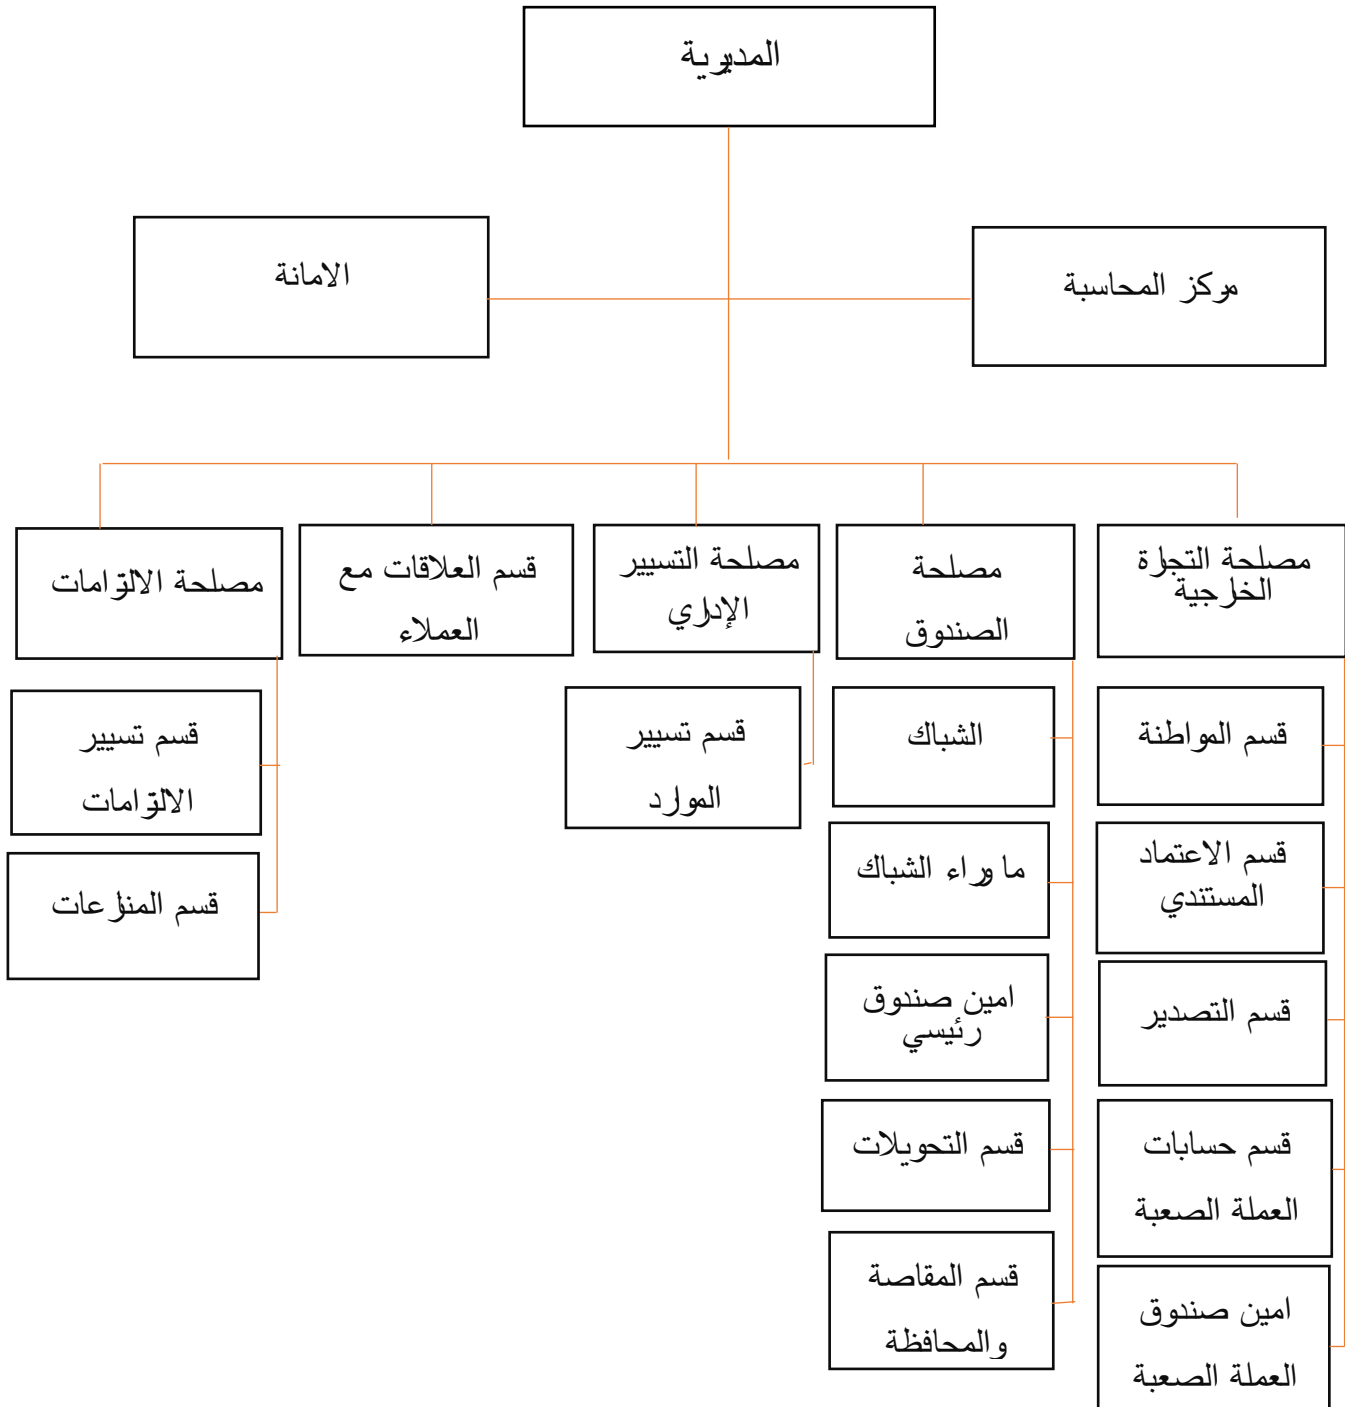 المديرية
مركز المحاسبة
الامانة
مصلحة التجارة
الخارجية
مصلحة
الصندوق
مصلحة التسيير
الإداري
قسم العلاقات مع
العملاء
مصلحة الالتزامات
قسم المواطنة
قسم الاعتماد
المستندي
قسم التصدير
قسم حسابات
العملة الصعبة
امين صندوق
العملة الصعبة
الشباك
ما وراء الشباك
امين صندوق
رئيسي
قسم التحويلات
قسم المقاصة
والمحافظة
قسم تسيير
الموارد
قسم تسيير
الالتزامات
قسم المنازعات